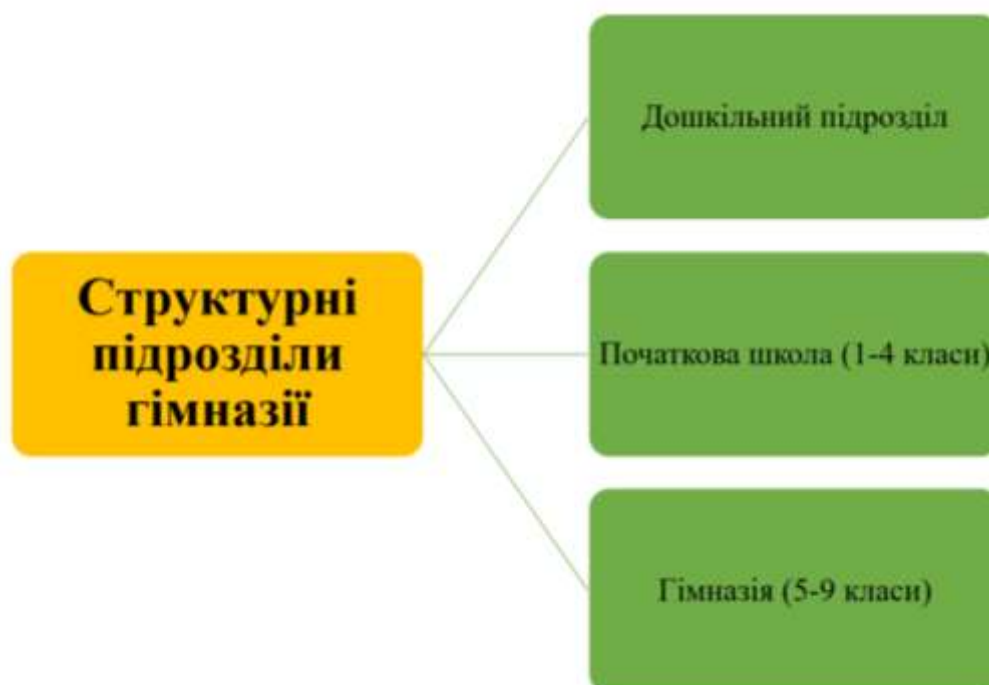 Структурні
підрозділи
гімназії
Дошкільний підрозділ
Початкова школа (1-4 класи)
Гімназія (5-9 класи)